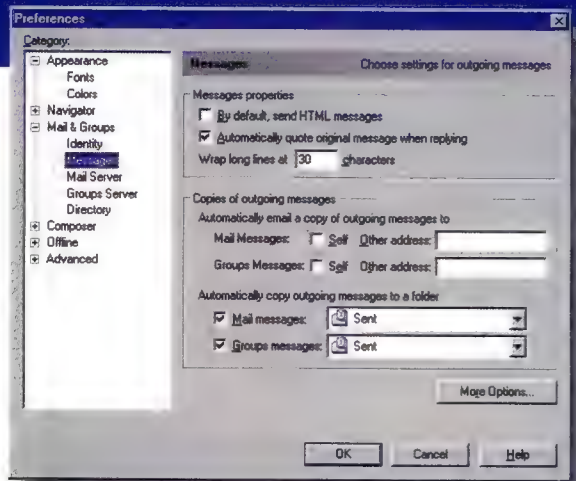 Preferences
Category:
Appearance
Fonts
Colors
Navigator
Mail & Groups
Identity
Messages
Mail Server
Groups Server
Directory
Composer
Offline
Advanced
Messages Choose settings for outgoing messages
Messages properties
By default, send HTML messages
Automatically quote original message when replying
Wrap long lines at 30 characters
Copies of outgoing messages
Automatically email a copy of outgoing messages to
Mail Messages: Self Other address:
Groups Messages: Self Other address:
Automatically copy outgoing messages to a folder
Mail messages: Sent
Groups messages: Sent
More Options...
OK Cancel Help